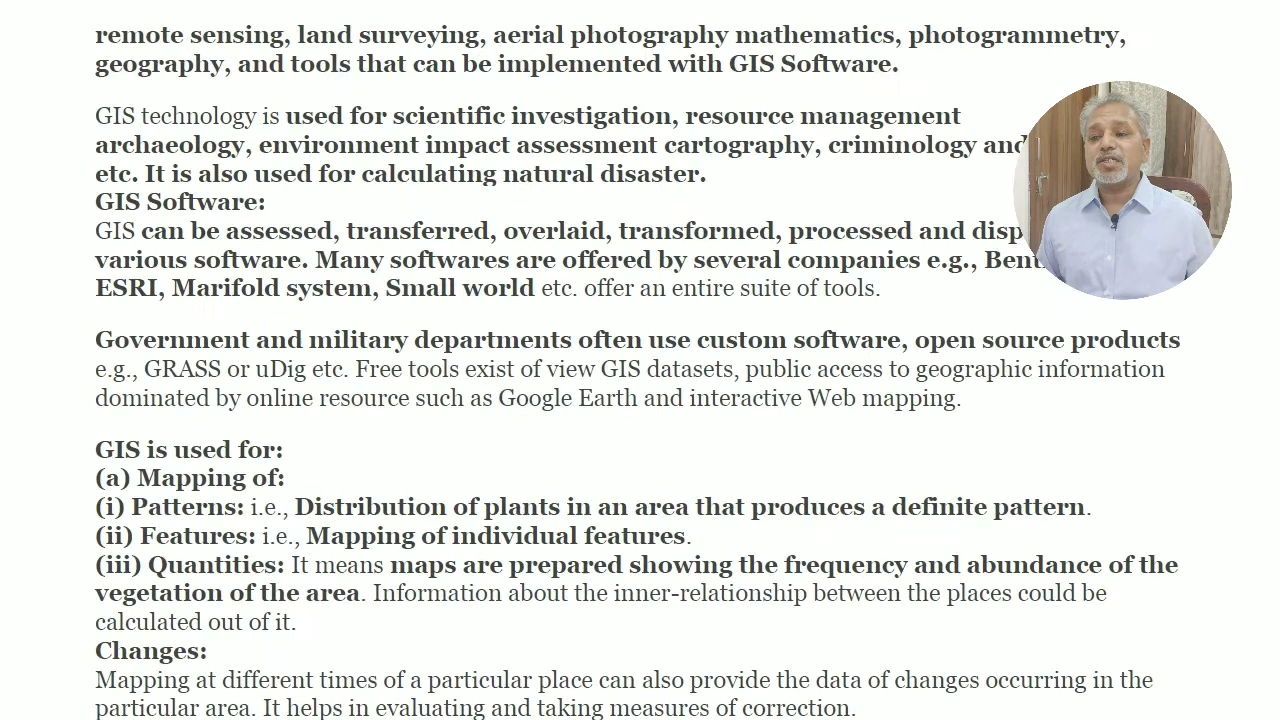 remote sensing, land surveying, aerial photography mathematics, photogrammetry,
geography, and tools that can be implemented with GIS Software.
GIS technology is used for scientific investigation, resource management
archaeology, environment impact assessment cartography, criminology and
etc. It is also used for calculating natural disaster.
GIS Software:
GIS can be assessed, transferred, overlaid, transformed, processed and
various software. Many softwares are offered by several companies e.g.,
ESRI, Marifold system, Small world etc. offer an entire suite of tools.
Government and military departments often use custom software, open source products
e.g., GRASS or uDig etc. Free tools exist of view GIS datasets, public access to geographic information
dominated by online resource such as Google Earth and interactive Web mapping.
GIS is used for:
(a) Mapping of:
(i) Patterns: i.e., Distribution of plants in an area that produces a definite pattern.
(ii) Features: i.e., Mapping of individual features.
(iii) Quantities: It means maps are prepared showing the frequency and abundance of the
vegetation of the area. Information about the inner-relationship between the places could be
calculated out of it.
Changes:
Mapping at different times of a particular place can also provide the data of changes occurring in the
particular area. It helps in evaluating and taking measures of correction.